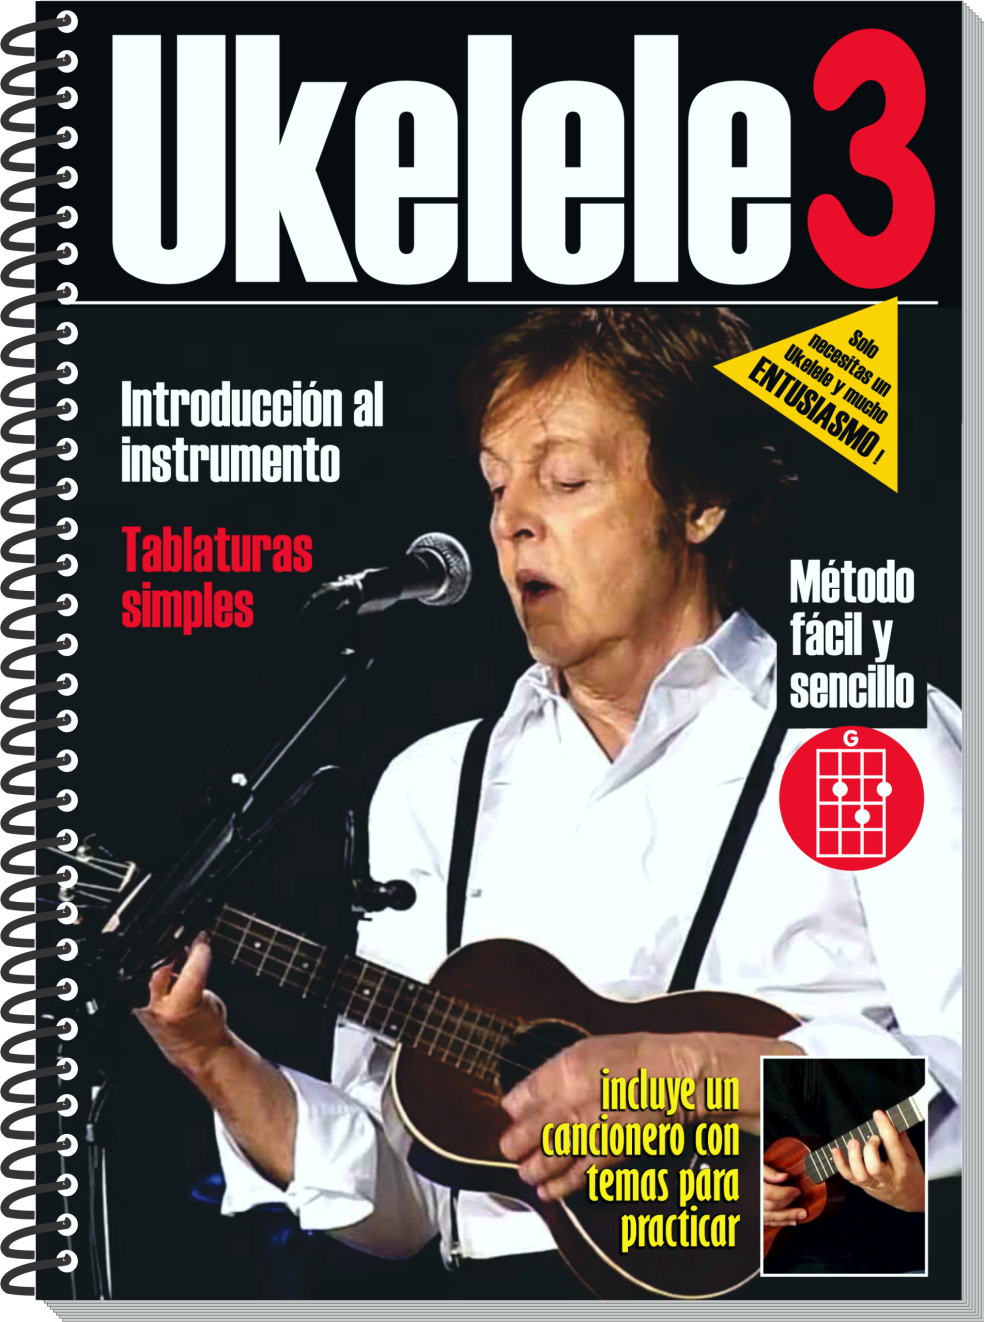 Ukelele3
Solo
necesitas un
Ukelele y mucho
ENTUSIASMO!
Introducción al
instrumento
Tablaturas
simples
Método
fácil y
sencillo
G
incluye un
cancionero con
temas para
practicar